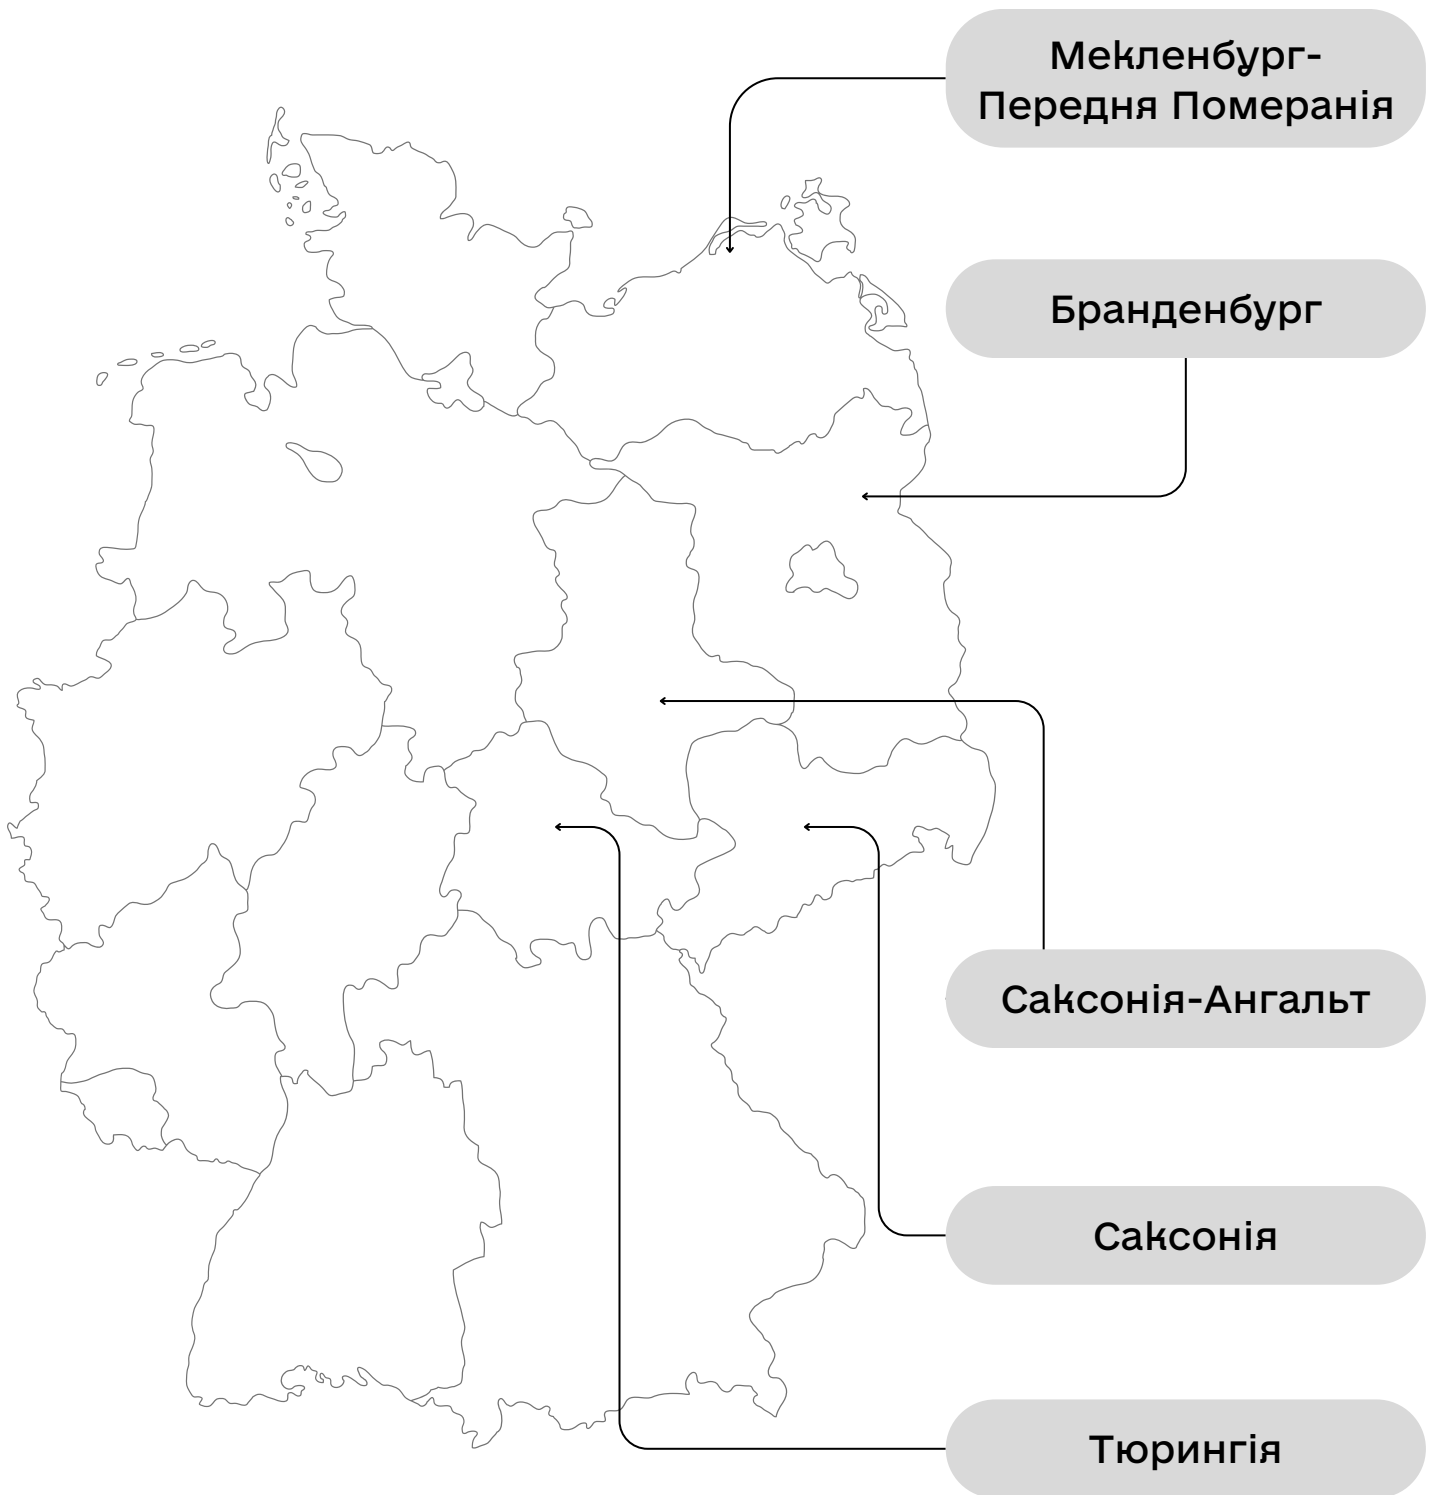 Мекленбург-
Передня Померанія
Бранденбург
Саксонія-Ангальт
Саксонія
Тюрингія